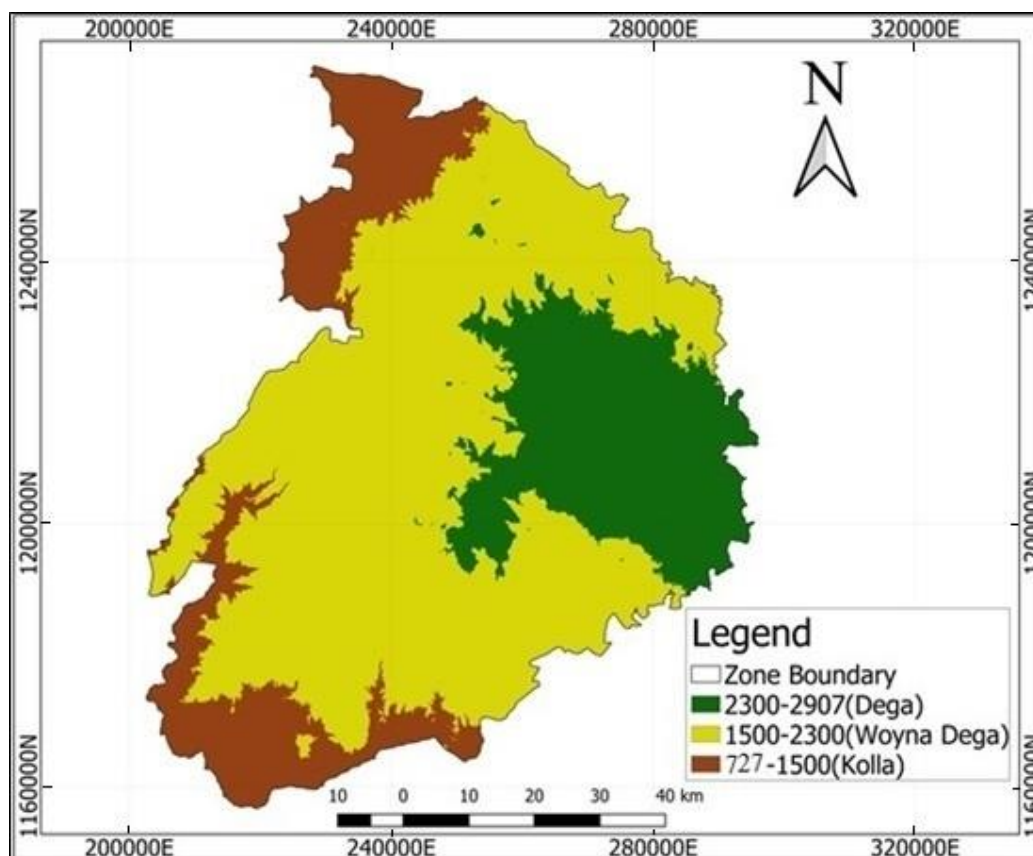 200000E 240000E 280000E 320000E
N
1240000N 1240000N
1200000N 1200000N
1160000N 1160000N
Legend
Zone Boundary
2300-2907(Dega)
1500-2300(Woyna Dega)
727-1500(Kolla)
10 0 10 20 30 40 km
200000E 240000E 280000E 320000E